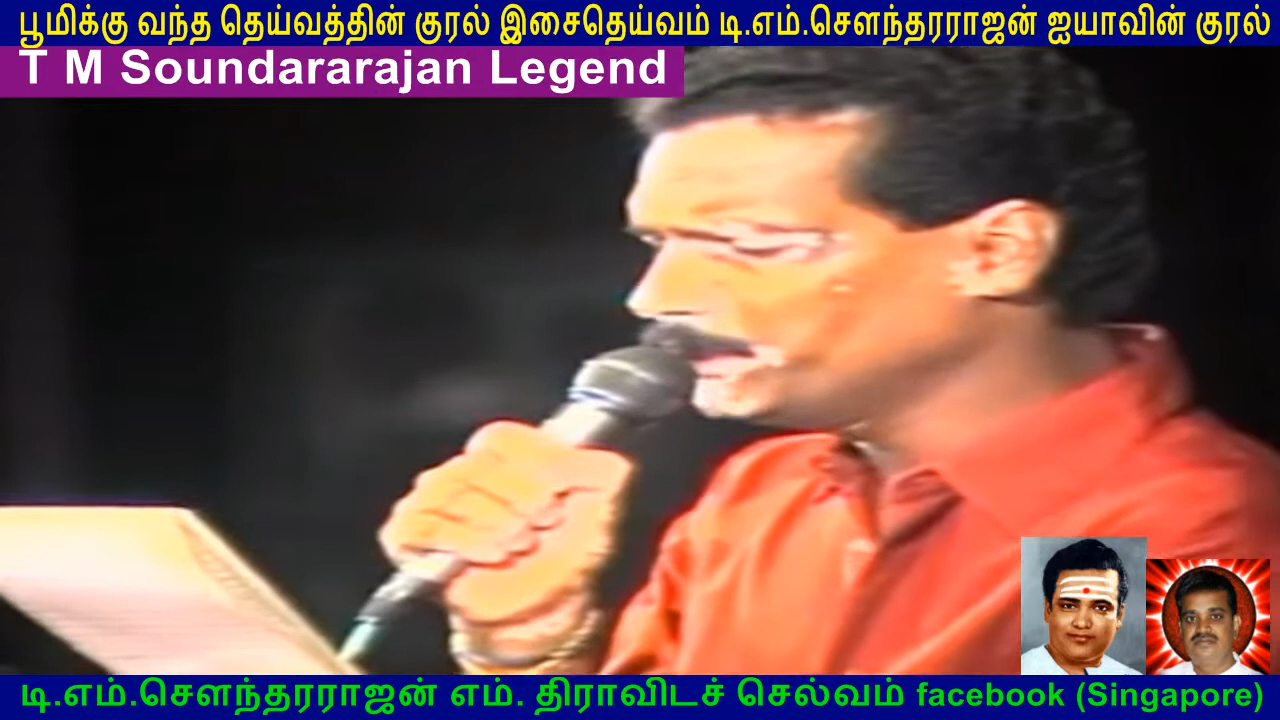 பூமிக்கு வந்த தெய்வத்தின் குரல் இசைதெய்வம் டி.எம்.சௌந்தரராஜன் ஐயாவின் குரல்
T M Soundararajan Legend
டி.எம்.சௌந்தரராஜன் எம். திராவிடச் செல்வம் facebook (Singapore)